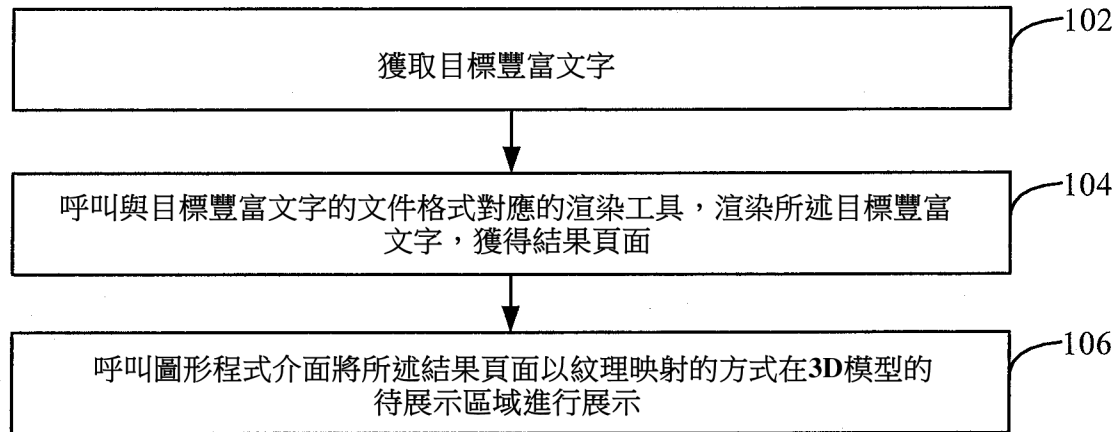 102
獲取目標豐富文字
104
呼叫與目標豐富文字的文件格式對應的渲染工具，渲染所述目標豐富
文字，獲得結果頁面
106
呼叫圖形程式介面將所述結果頁面以紋理映射的方式在3D模型的
待展示區域進行展示